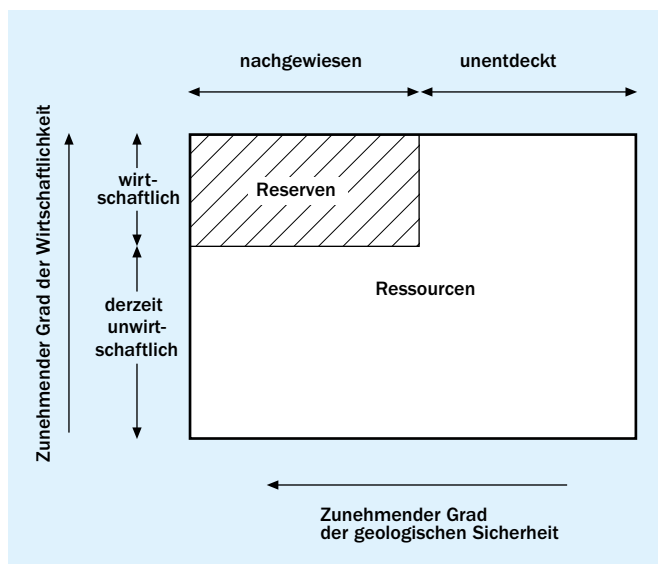 nachgewiesen
unentdeckt
Zunehmender Grad der Wirtschaftlichkeit
wirt-
schaftlich
Reserven
derzeit
unwirt-
schaftlich
Ressourcen
Zunehmender Grad
der geologischen Sicherheit